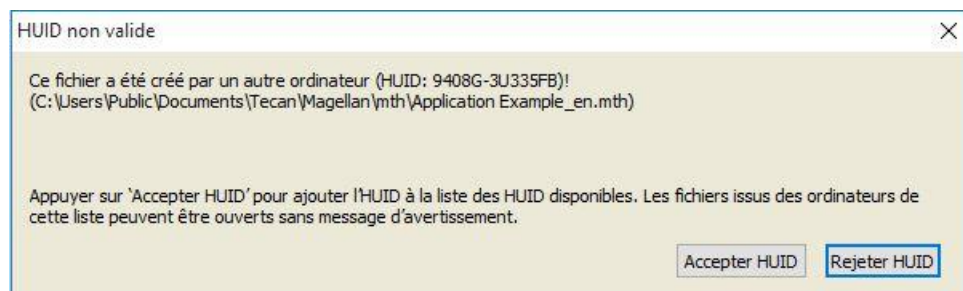 HUID non valide
Ce fichier a été créé par un autre ordinateur (HUID: 9408G-3U335FB)!
(C:\Users\Public\Documents\Tecan\Magellan\mth\Application Example_en.mth)
Appuyer sur ‘Accepter HUID’ pour ajouter l’HUID à la liste des HUID disponibles. Les fichiers issus des ordinateurs de
cette liste peuvent être ouverts sans message d’avertissement.
Accepter HUID Rejeter HUID